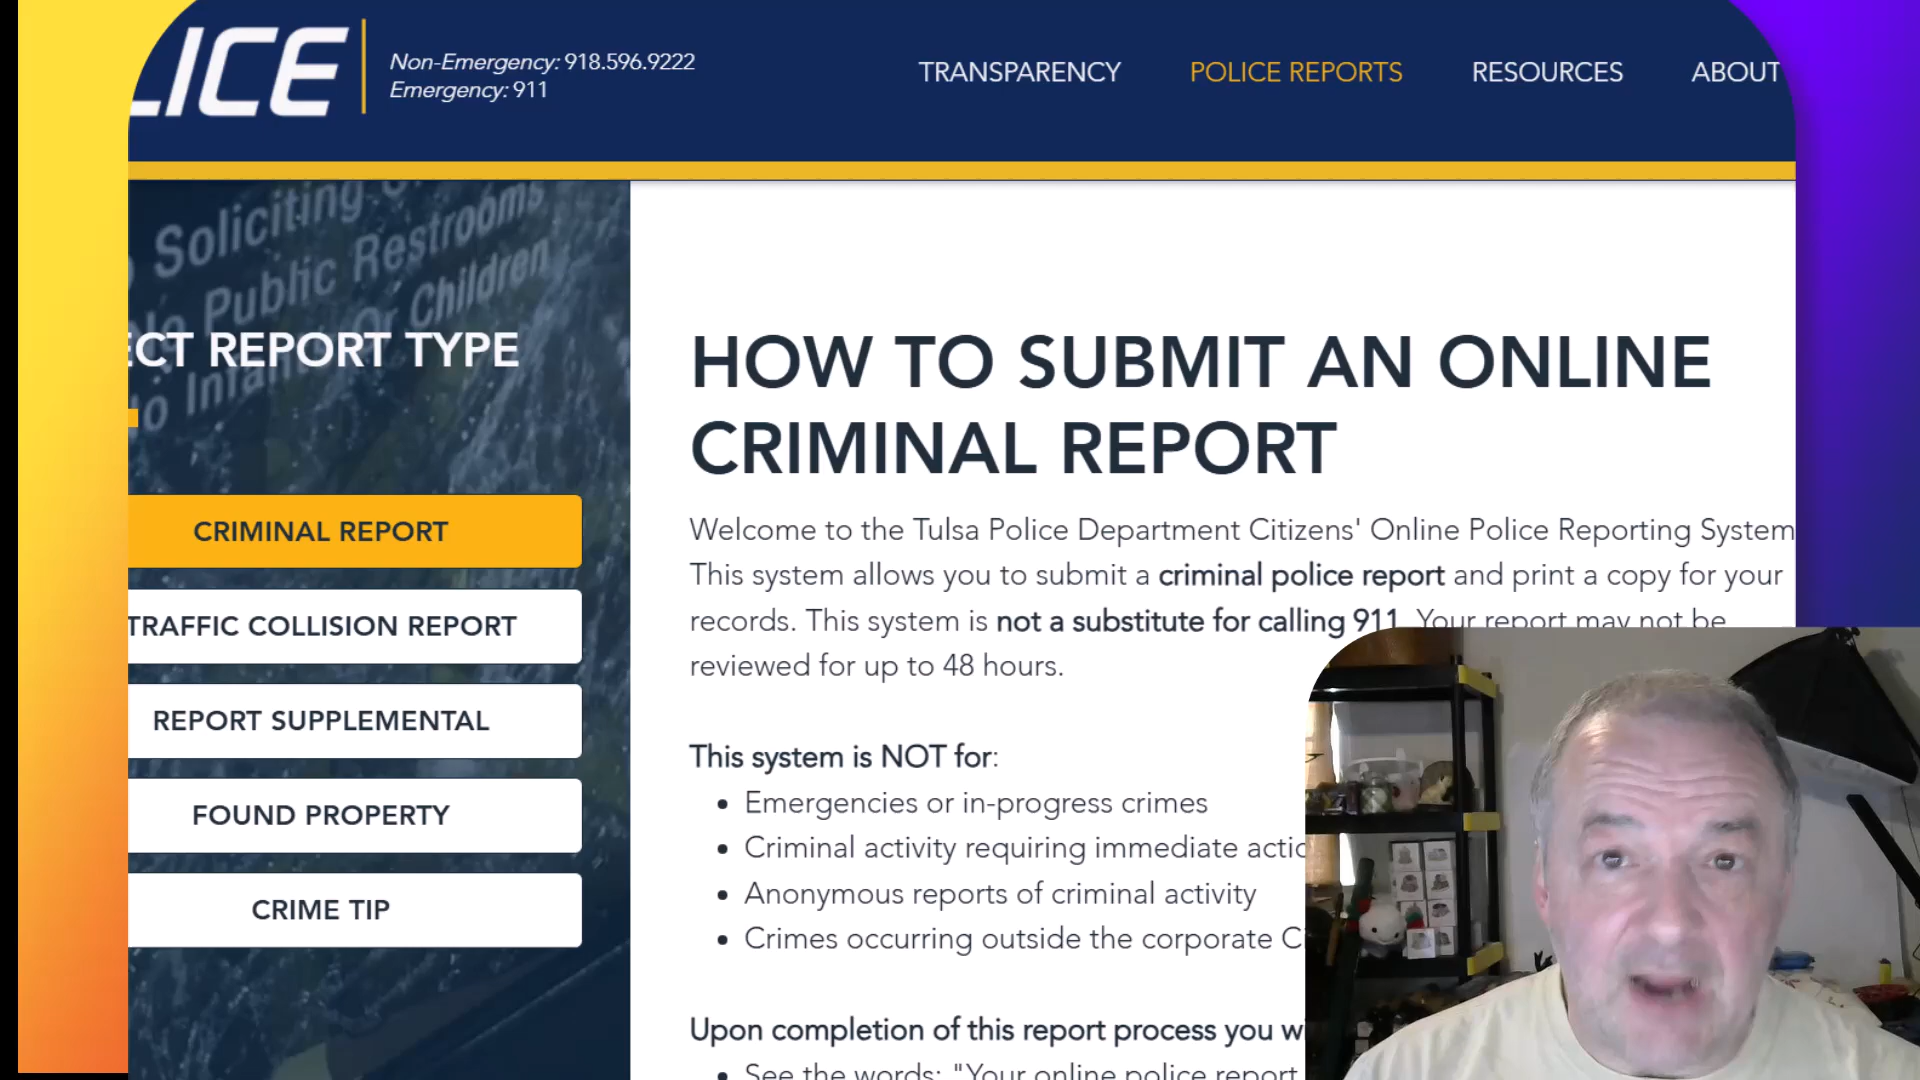 LICE
Non-Emergency: 918.596.9222
Emergency: 911
TRANSPARENCY
POLICE REPORTS
RESOURCES
ABOUT
Soliciting
Public Restrooms
Or Children
ECT REPORT TYPE
CRIMINAL REPORT
TRAFFIC COLLISION REPORT
REPORT SUPPLEMENTAL
FOUND PROPERTY
CRIME TIP
HOW TO SUBMIT AN ONLINE
CRIMINAL REPORT
Welcome to the Tulsa Police Department Citizens' Online Police Reporting System
This system allows you to submit a criminal police report and print a copy for your
records. This system is not a substitute for calling 911. Your report may not be
reviewed for up to 48 hours.
This system is NOT for:
• Emergencies or in-progress crimes
• Criminal activity requiring immediate actio
• Anonymous reports of criminal activity
• Crimes occurring outside the corporate C
Upon completion of this report process you wi
• See the words: "Your online police report